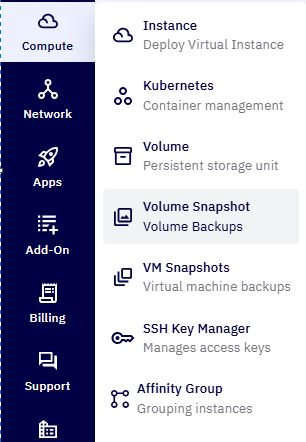 Compute
Network
Apps
Add-On
Billing
Support
Instance
Deploy Virtual Instance
Kubernetes
Container management
Volume
Persistent storage unit
Volume Snapshot
Volume Backups
VM Snapshots
Virtual machine backups
SSH Key Manager
Manages access keys
Affinity Group
Grouping instances